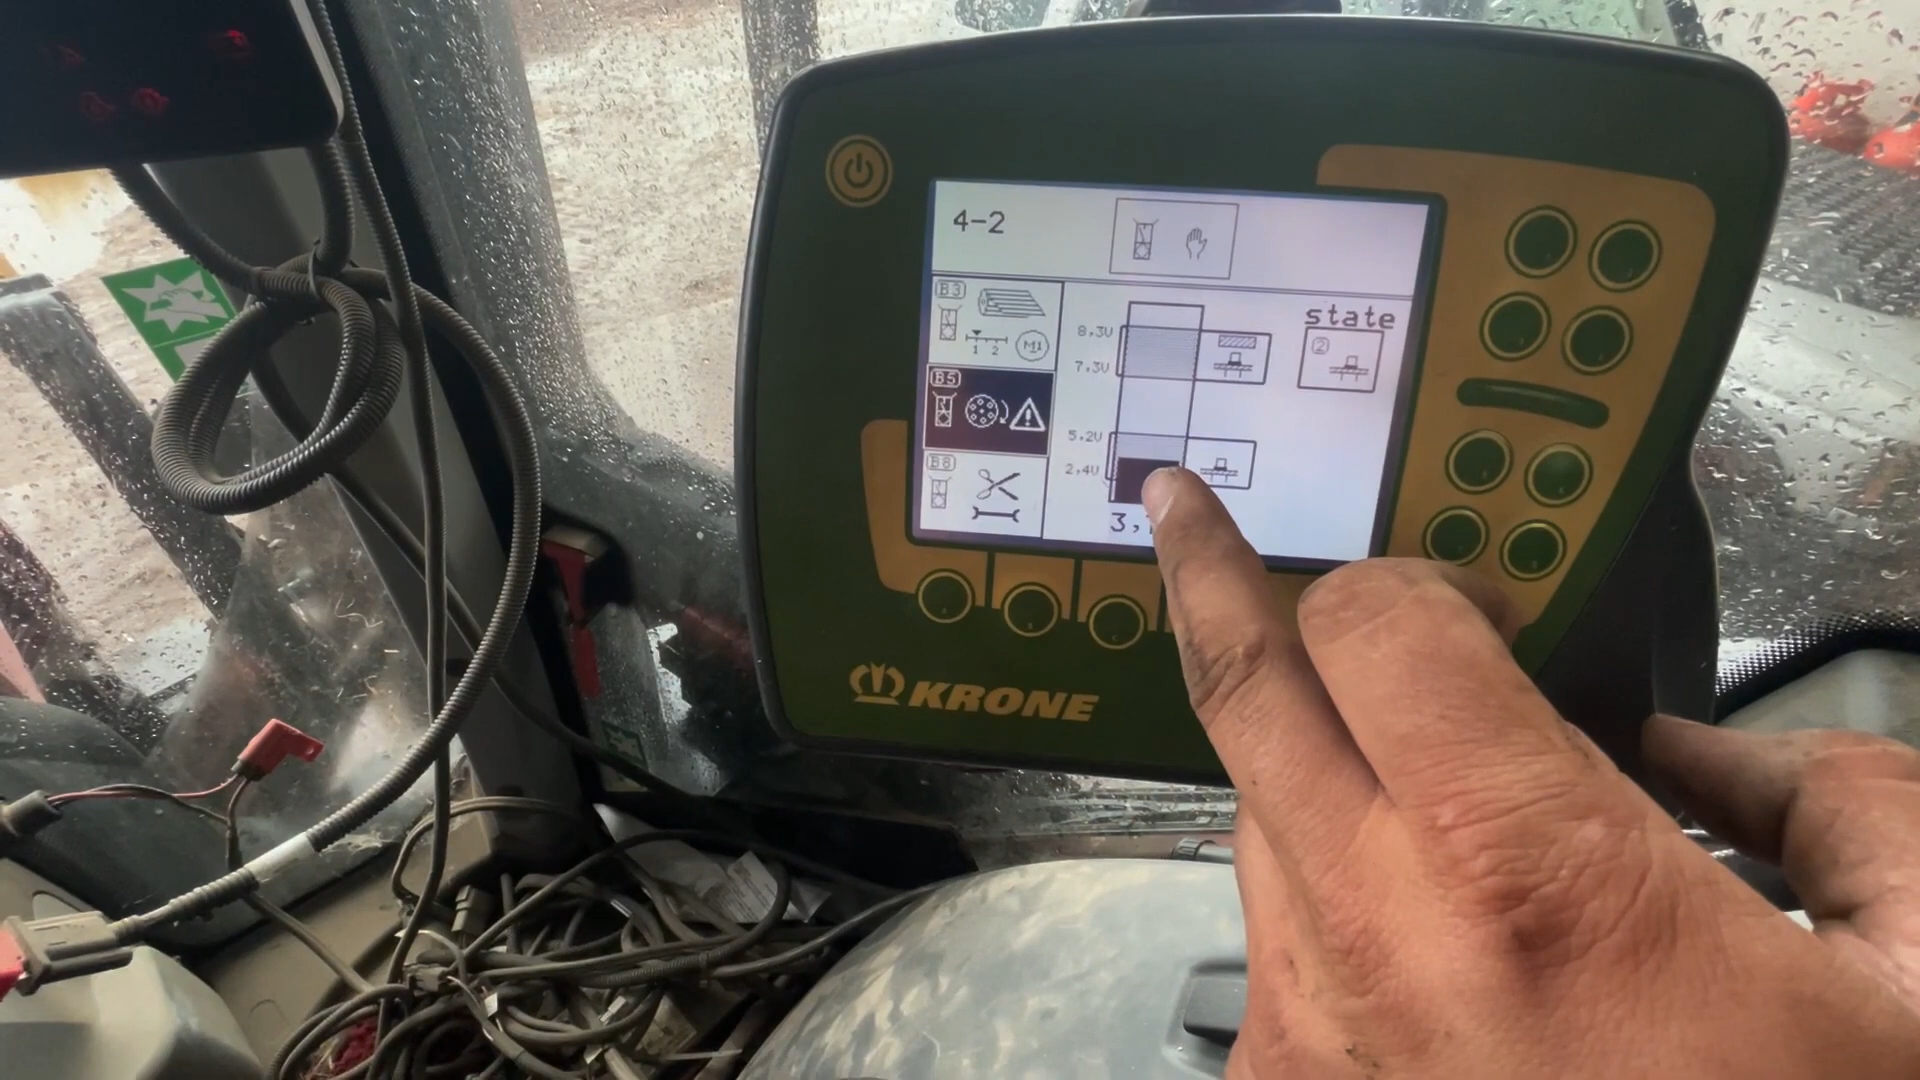 4-2
B3
1 2
M1
B5
B8
8,3V
7,3V
5,2V
2,4V
3,
state
2
KRONE